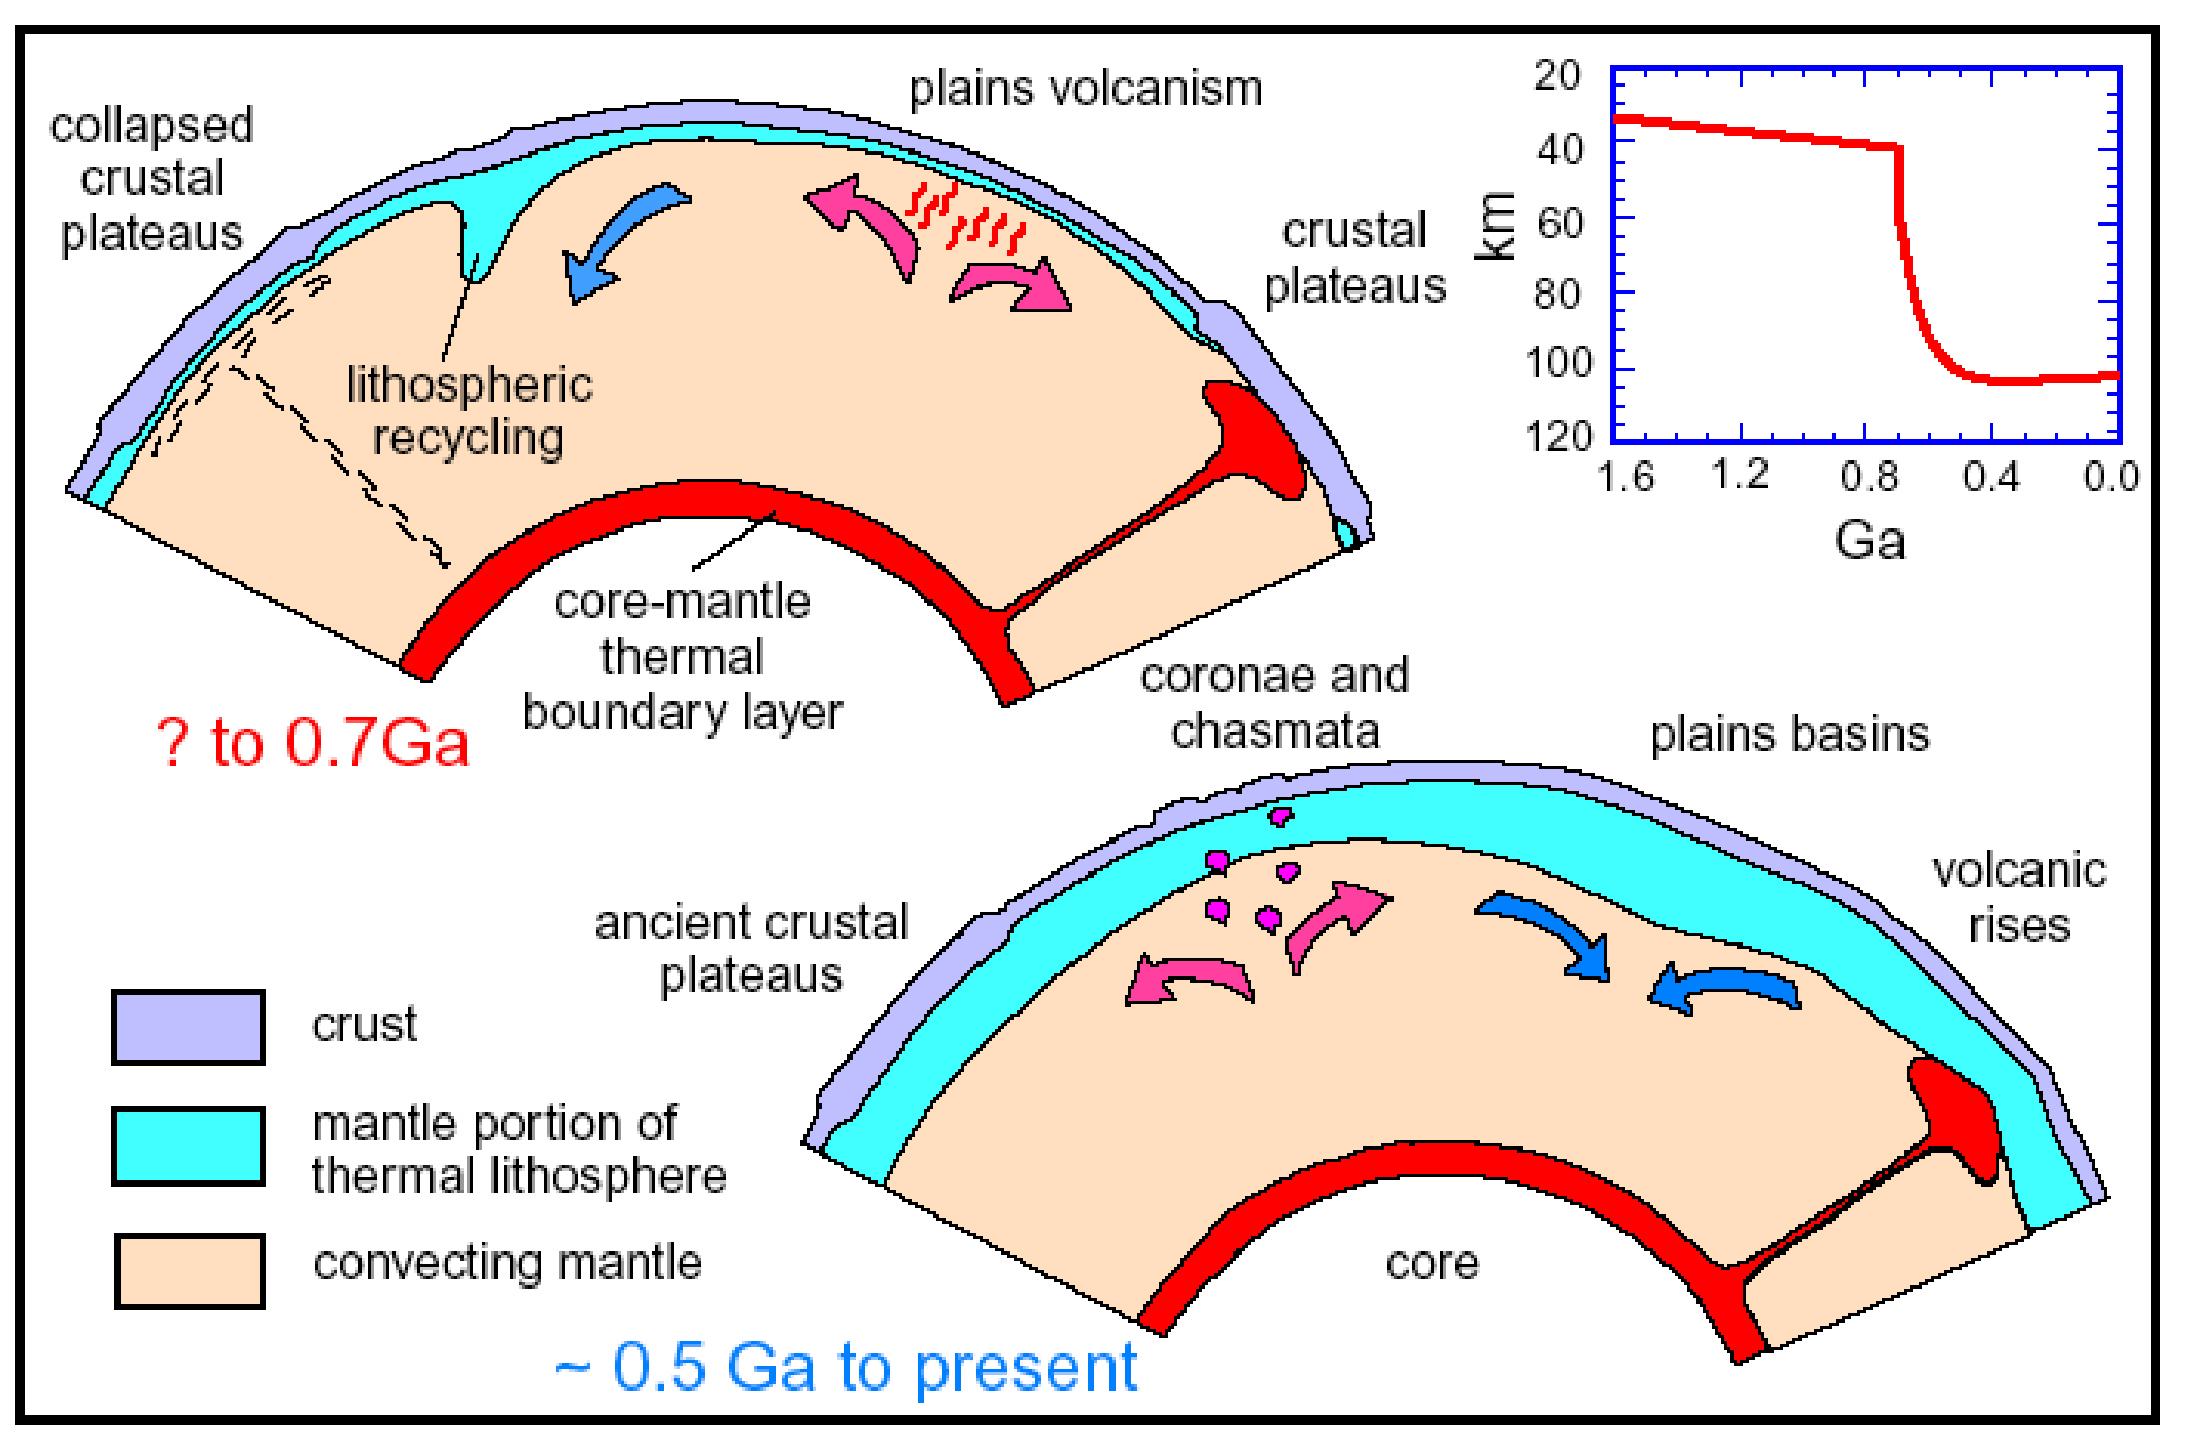 collapsed
crustal
plateaus
plains volcanism
crustal
plateaus
lithospheric
recycling
core-mantle
thermal
boundary layer
? to 0.7Ga
20
40
60
80
100
120
km
1.6
1.2
0.8
0.4
0.0
Ga
coronae and
chasmata
plains basins
volcanic
rises
ancient crustal
plateaus
core
crust
mantle portion of
thermal lithosphere
convecting mantle
~ 0.5 Ga to present